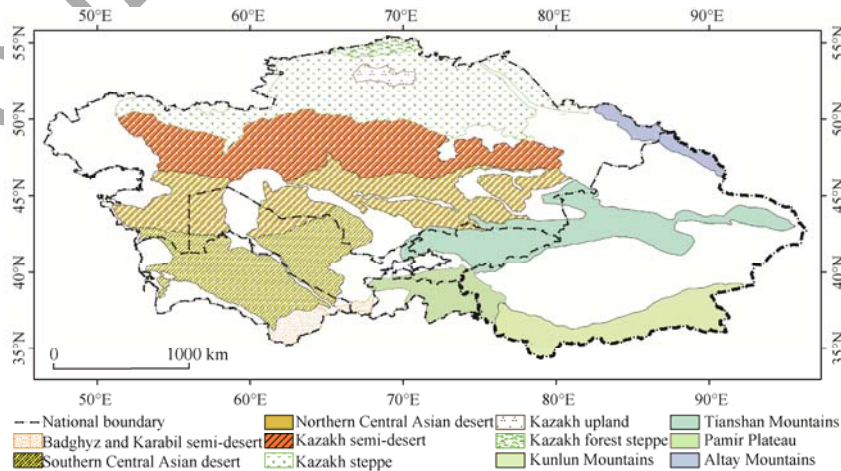 50°E 60°E 70°E 80°E 90°E
55°N 55°N
50°N 50°N
45°N 45°N
40°N 40°N
35°N 35°N
0 1000 km
50°E 60°E 70°E 80°E 90°E
National boundary Northern Central Asian desert Kazakh upland Tianshan Mountains
Badghyz and Karabil semi-desert Kazakh semi-desert Kazakh forest steppe Pamir Plateau
Southern Central Asian desert Kazakh steppe Kunlun Mountains Altay Mountains